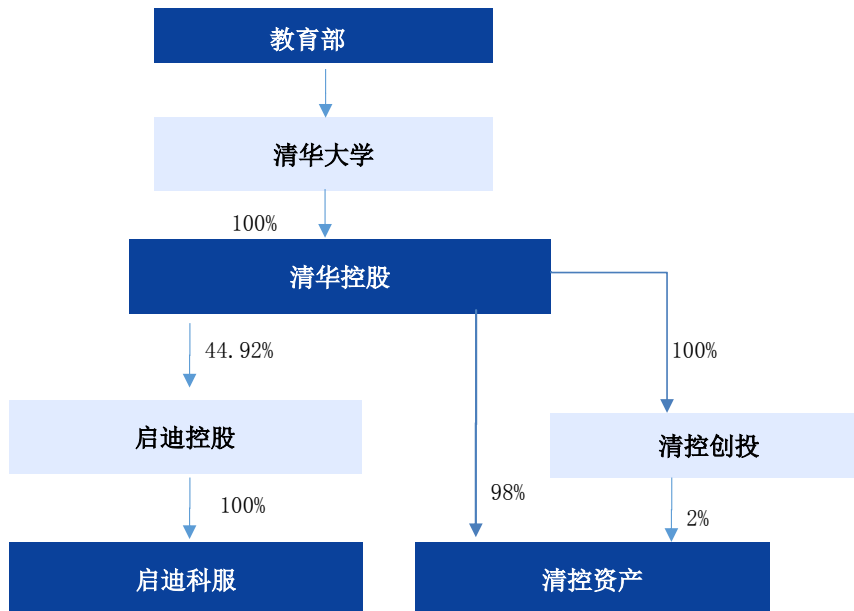 教育部
清华大学
100%
清华控股
44.92%
100%
启迪控股
清控创投
100%
98%
2%
启迪科服
清控资产